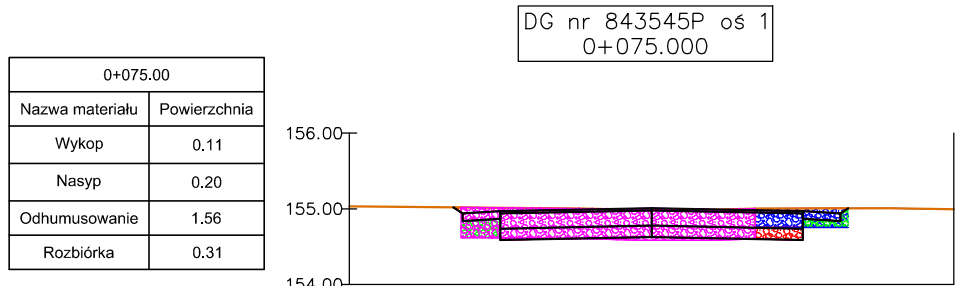 DG nr 843545P oś 1
0+075.000
0+075.00
Nazwa materiału Powierzchnia
Wykop 0.11
Nasyp 0.20
Odhumusowanie 1.56
Rozbiórka 0.31
156.00
155.00
154.00